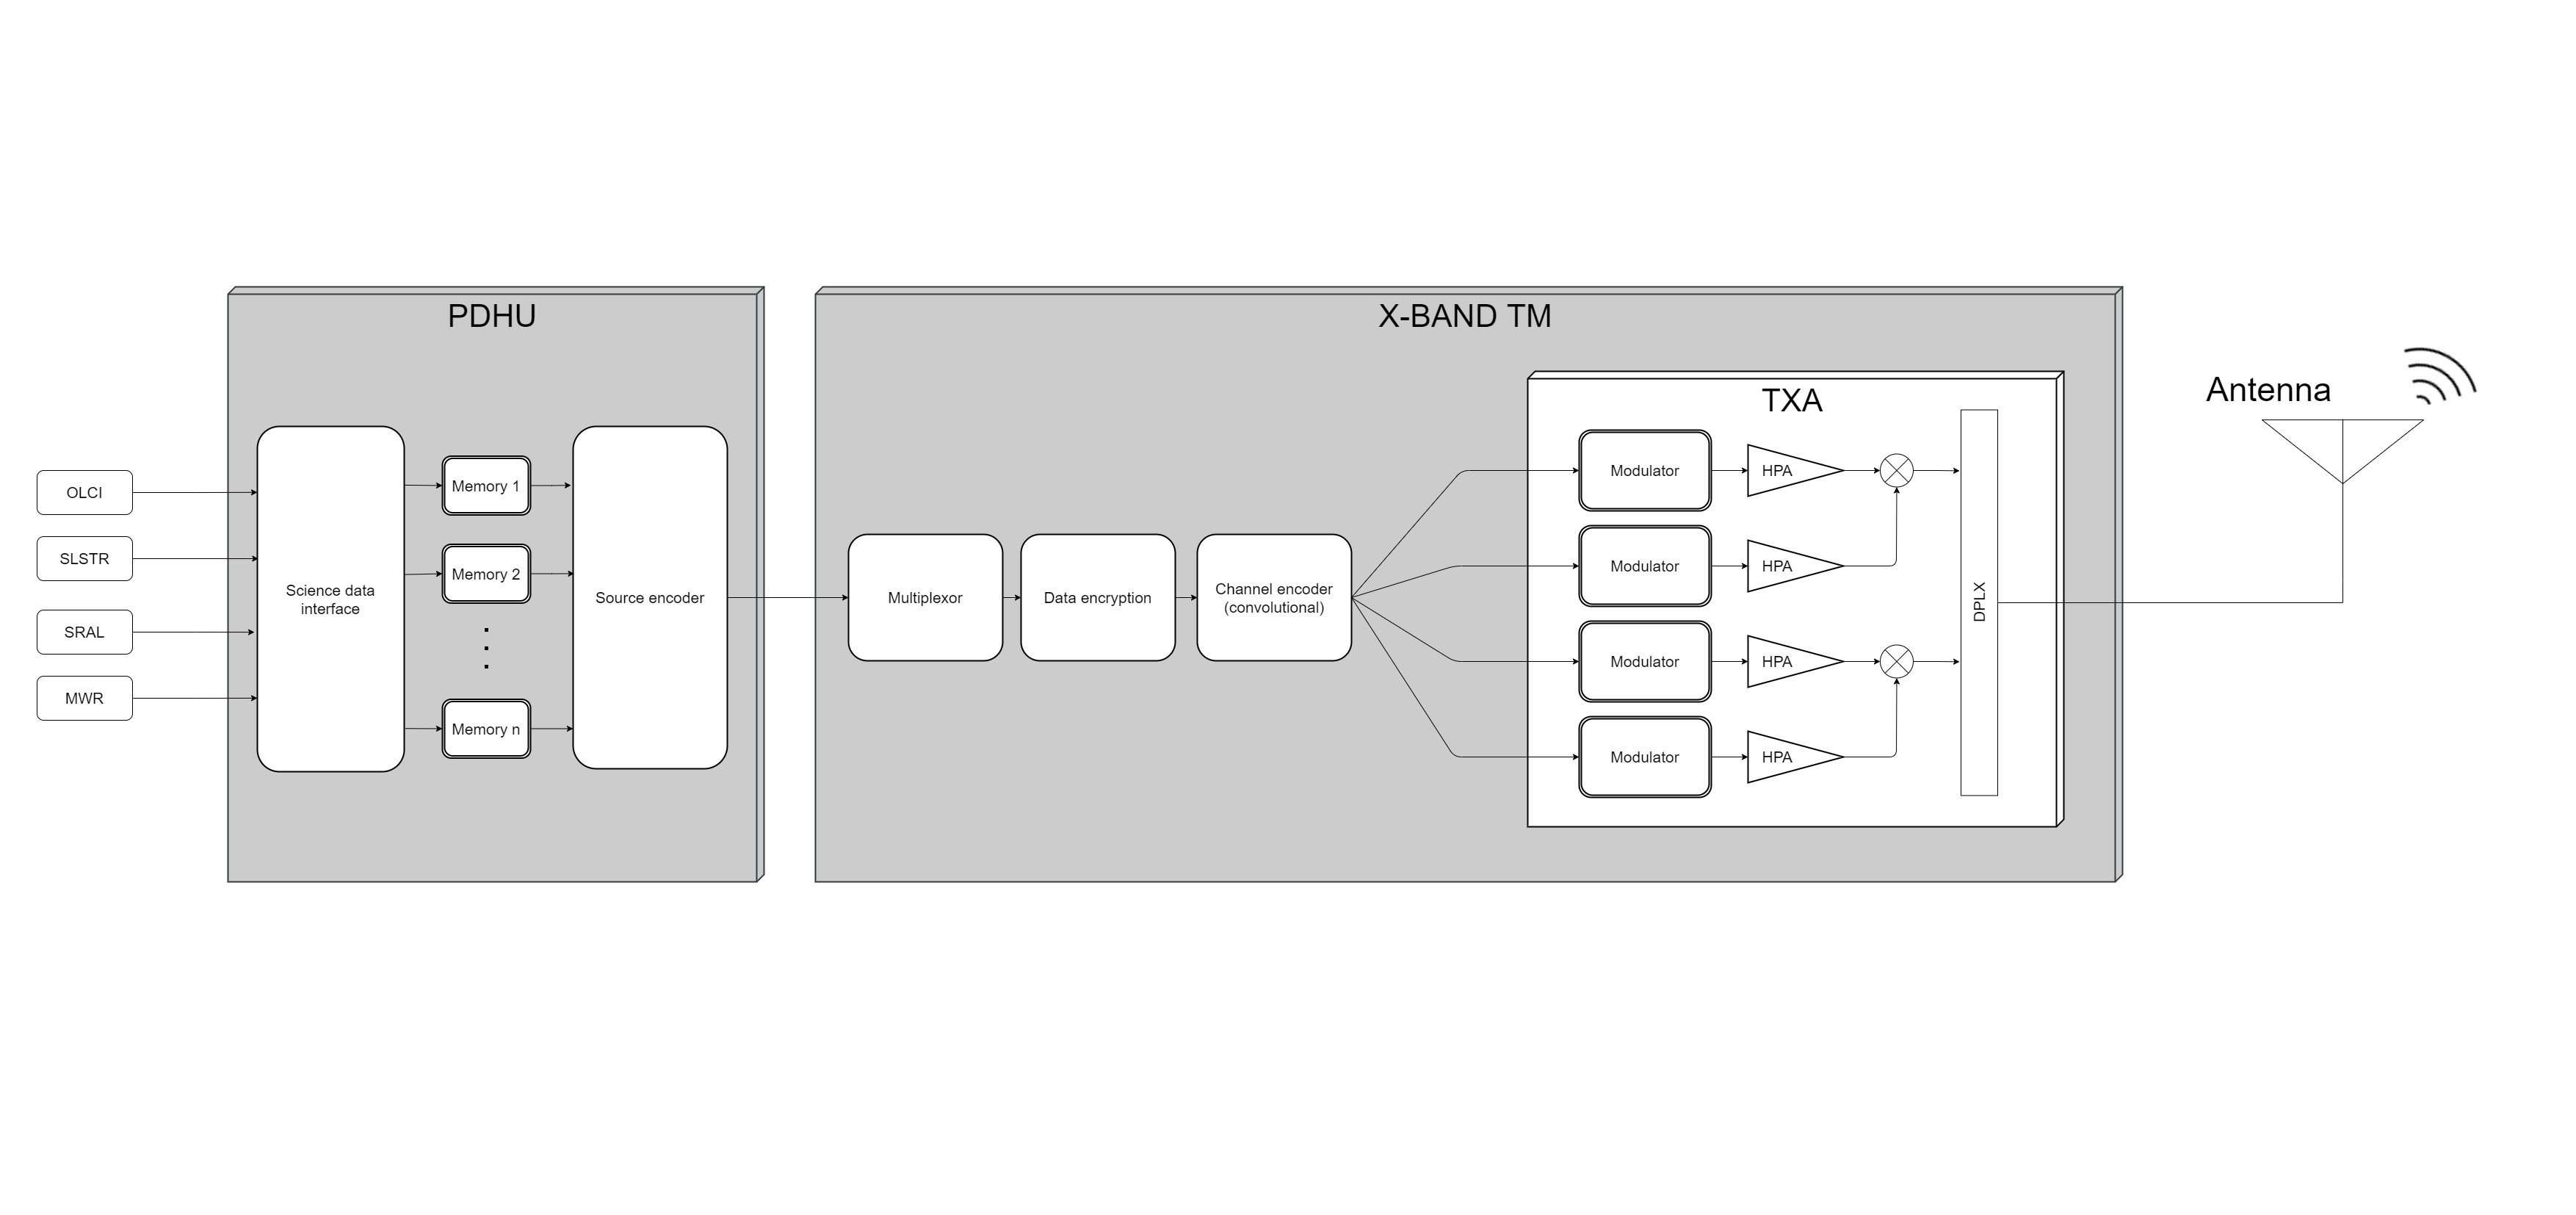 PDHU
X-BAND TM
TXA
Antenna
OLCI
SLSTR
SRAL
MWR
Science data
interface
Memory 1
Memory 2
Memory n
Source encoder
Multiplexor
Data encryption
Channel encoder
(convolutional)
Modulator
HPA
Modulator
HPA
Modulator
HPA
Modulator
HPA
DPLX